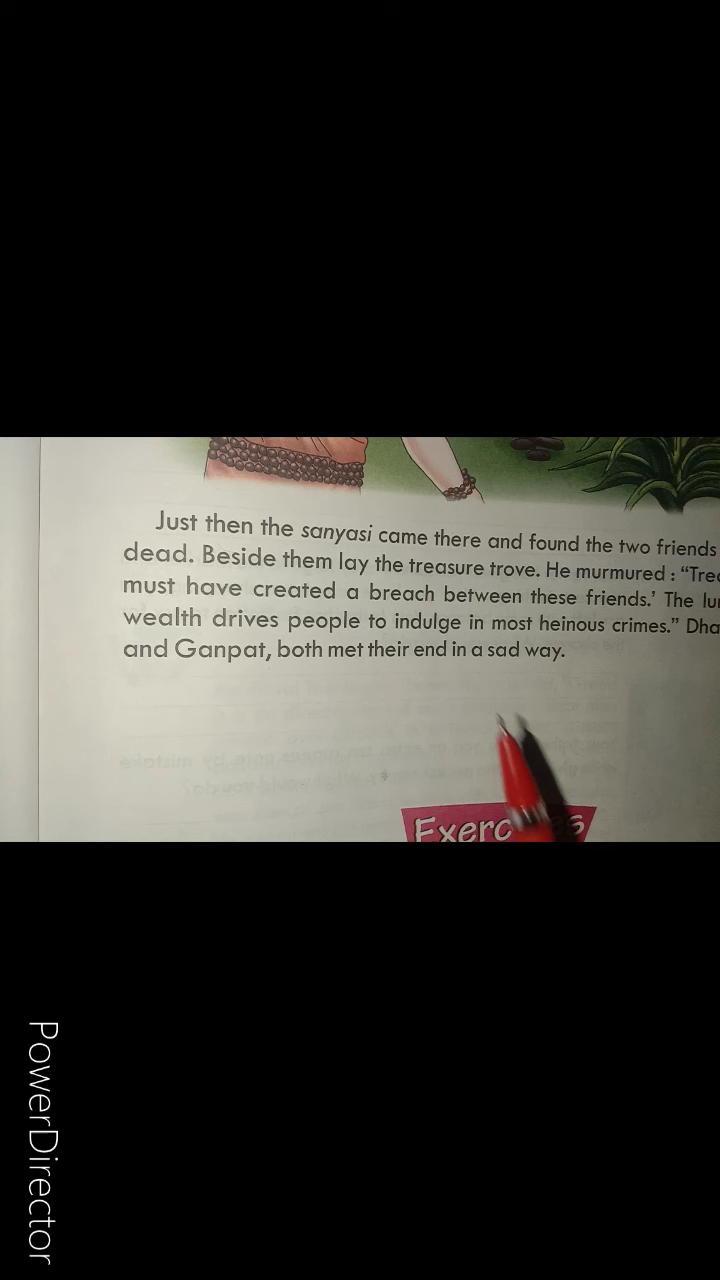 Just then the sanyasi came there and found the two friends
dead. Beside them lay the treasure trove. He murmured : “Trea
must have created a breach between these friends.’ The lu
wealth drives people to indulge in most heinous crimes.” Dha
and Ganpat, both met their end in a sad way.
PowerDirector